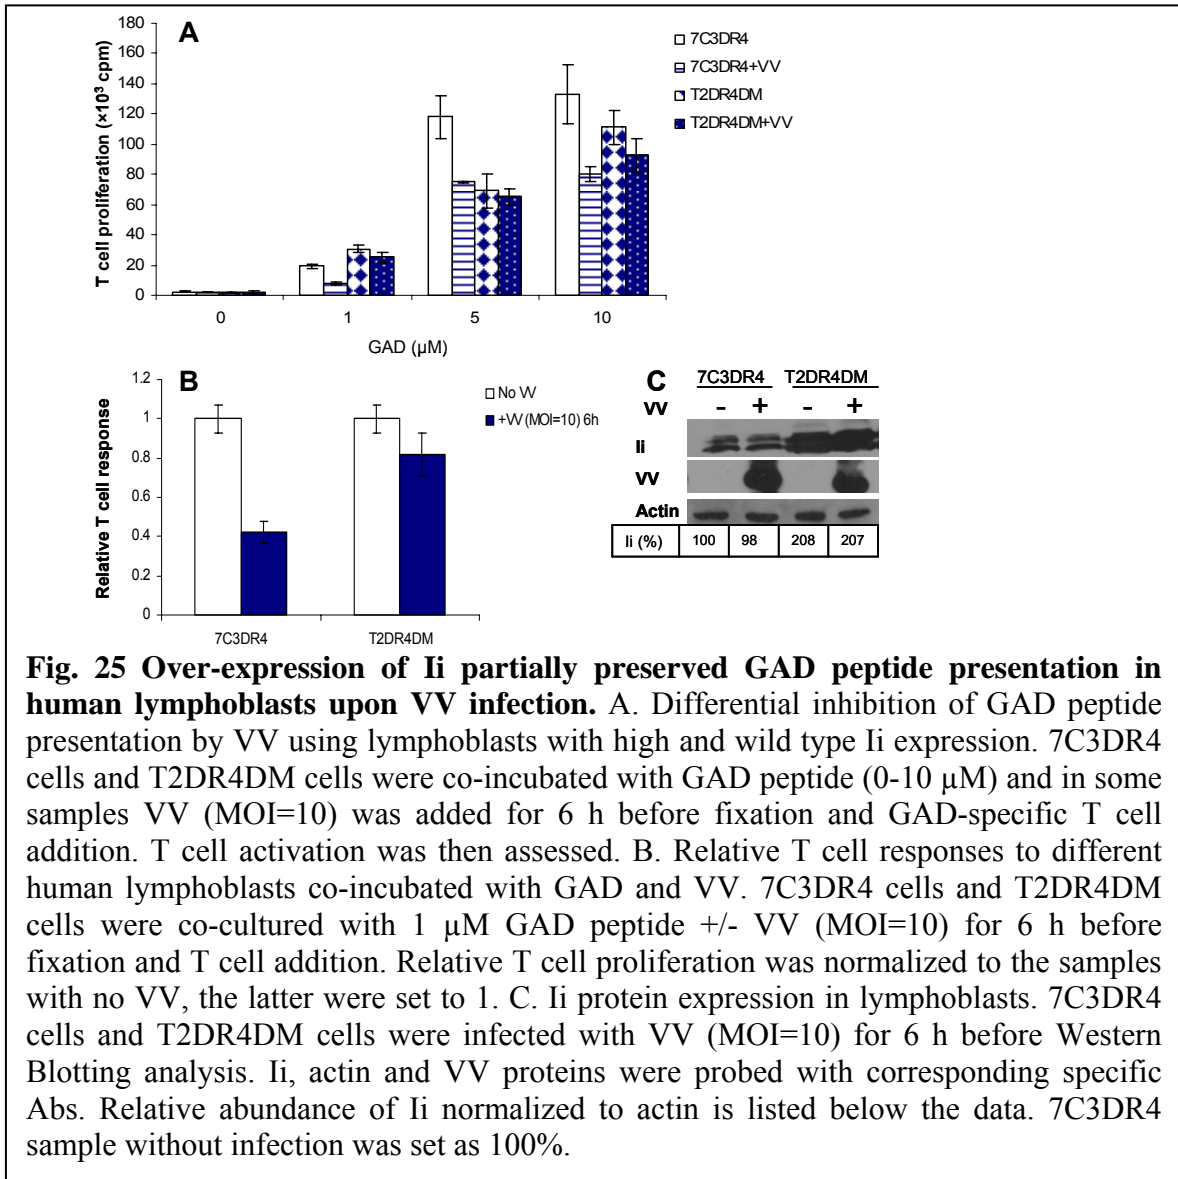 A
180
160
140
120
100
80
60
40
20
0
T cell proliferation (×10³ cpm)
0 1 5 10
GAD (µM)
7C3DR4
7C3DR4+VV
T2DR4DM
T2DR4DM+VV
B
1.2
1
0.8
0.6
0.4
0.2
0
Relative T cell response
7C3DR4 T2DR4DM
No VV
+VV (MOI=10) 6h
C
7C3DR4 T2DR4DM
VV - + - +
Ii
VV
Actin
Ii (%) 100 98 208 207
Fig. 25 Over-expression of Ii partially preserved GAD peptide presentation in
human lymphoblasts upon VV infection. A. Differential inhibition of GAD peptide
presentation by VV using lymphoblasts with high and wild type Ii expression. 7C3DR4
cells and T2DR4DM cells were co-incubated with GAD peptide (0-10 µM) and in some
samples VV (MOI=10) was added for 6 h before fixation and GAD-specific T cell
addition. T cell activation was then assessed. B. Relative T cell responses to different
human lymphoblasts co-incubated with GAD and VV. 7C3DR4 cells and T2DR4DM
cells were co-cultured with 1 µM GAD peptide +/- VV (MOI=10) for 6 h before
fixation and T cell addition. Relative T cell proliferation was normalized to the samples
with no VV, the latter were set to 1. C. Ii protein expression in lymphoblasts. 7C3DR4
cells and T2DR4DM cells were infected with VV (MOI=10) for 6 h before Western
Blotting analysis. Ii, actin and VV proteins were probed with corresponding specific
Abs. Relative abundance of Ii normalized to actin is listed below the data. 7C3DR4
sample without infection was set as 100%.